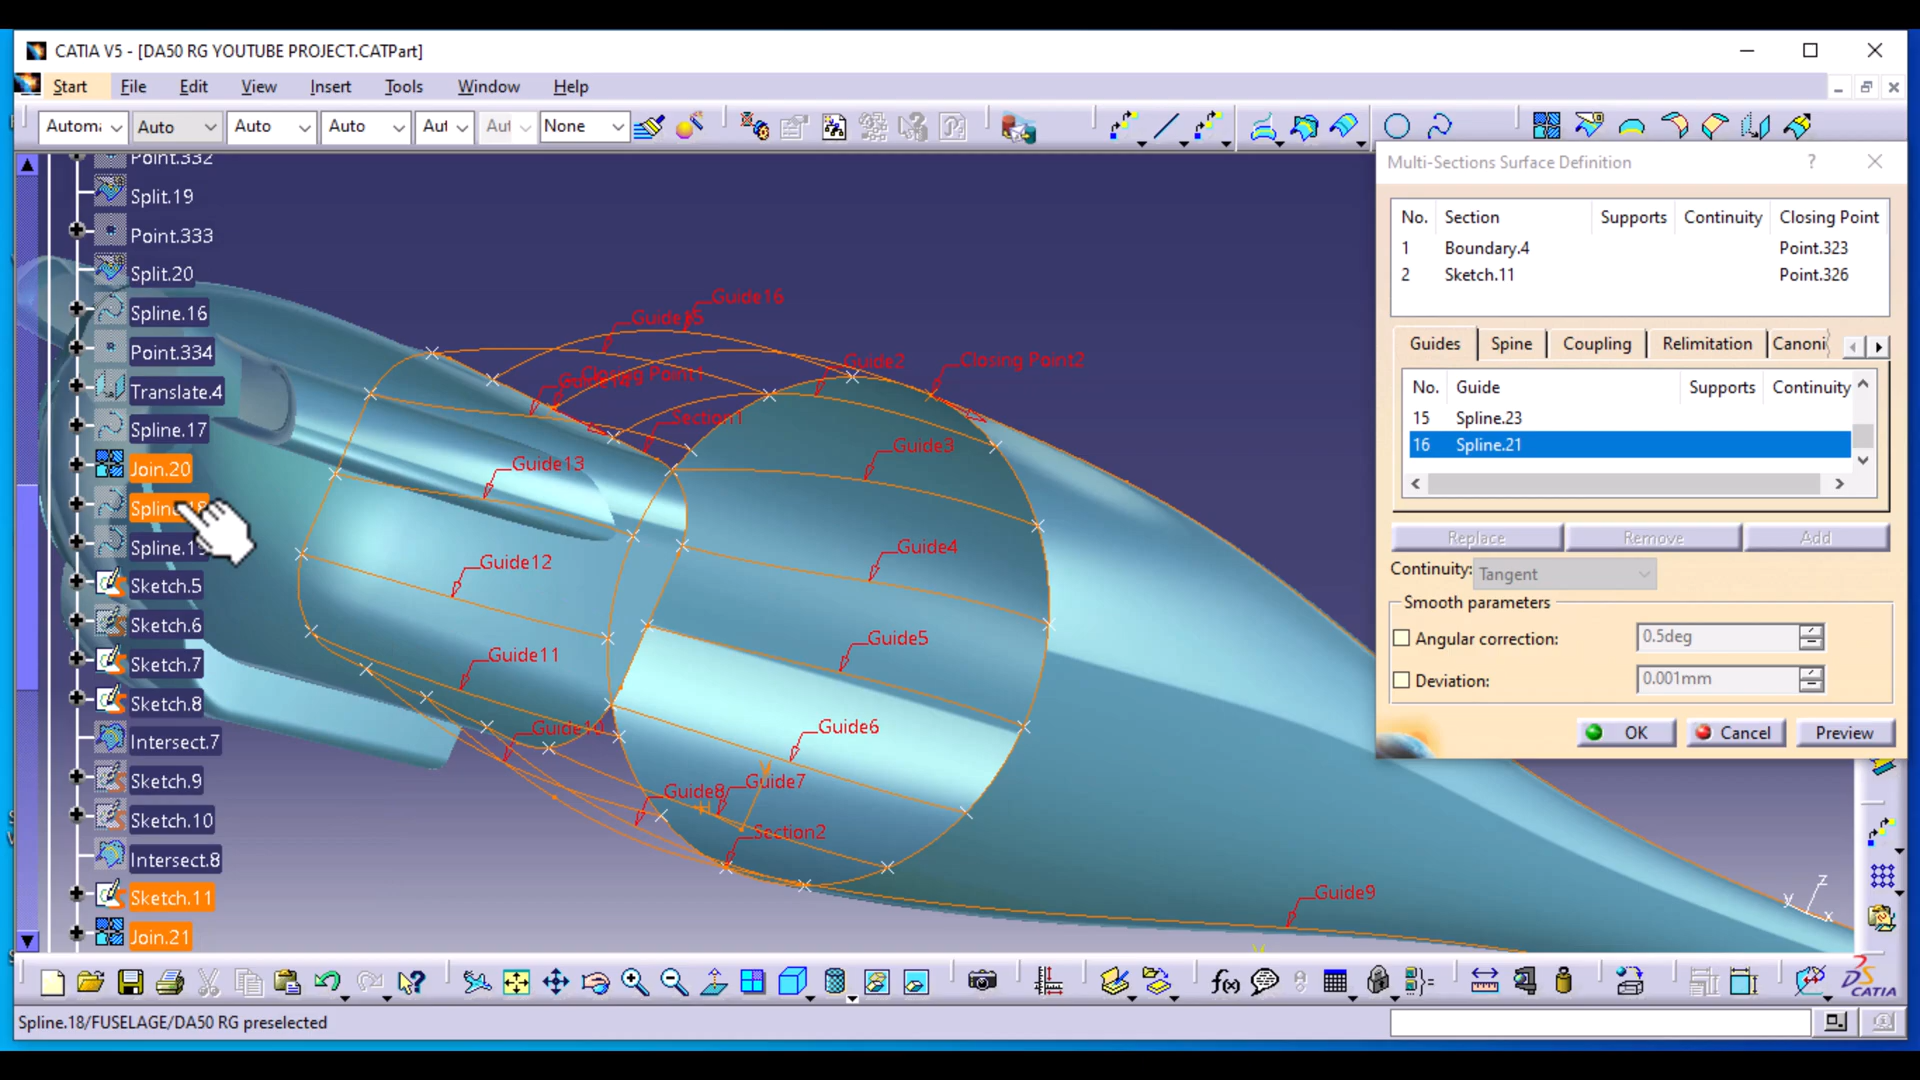 CATIA V5 - [DA50 RG YOUTUBE PROJECT.CATPart]
Start File Edit View Insert Tools Window Help
Auto Auto Auto None
Point.332
Split.19
Point.333
Split.20
Spline.16
Point.334
Translate.4
Spline.17
Join.20
Sketch.5
Sketch.6
Sketch.7
Sketch.8
Intersect.7
Sketch.9
Sketch.10
Intersect.8
Sketch.11
Join.21
Guide16
Guide2
Closing Point2
Closing Point1
Section1
Guide3
Guide13
Guide4
Guide12
Guide5
Guide11
Guide6
Guide10
Guide7
Guide8
Section2
Guide9
Multi-Sections Surface Definition ?
No. Section Supports Continuity Closing Point
1 Boundary.4 Point.323
2 Sketch.11 Point.326
Guides Spine Coupling Relimitation
No. Guide Supports Continuity
15 Spline.23
16 Spline.21
Replace Remove Add
Continuity: Tangent
Smooth parameters
Angular correction: 0.5deg
Deviation: 0.001mm
OK Cancel Preview
z
y
x
V
H
f(x)
CATIA
Spline.18/FUSELAGE/DA50 RG preselected